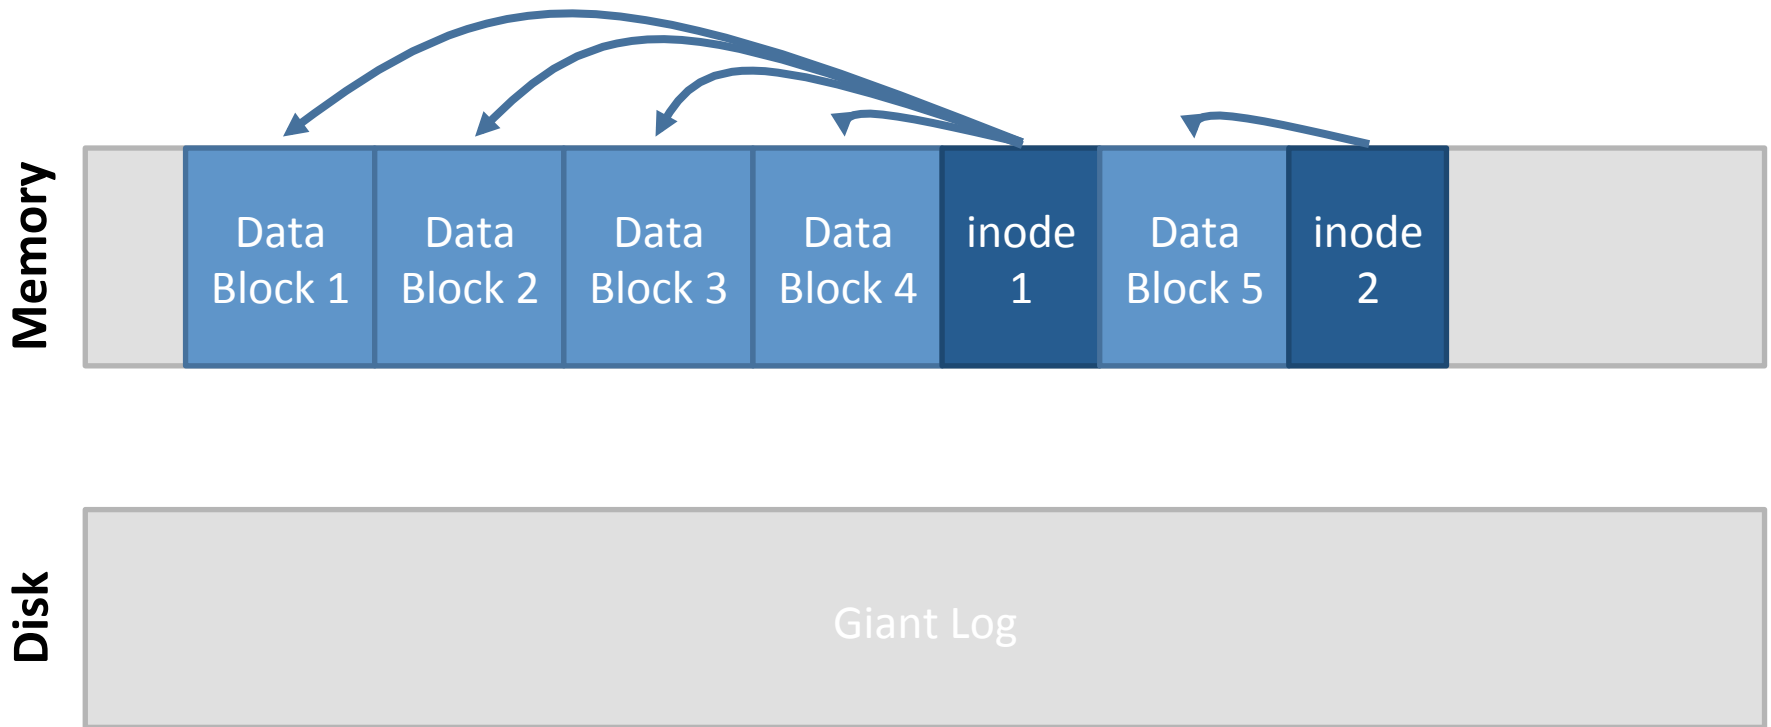 Memory
Data
Block 1
Data
Block 2
Data
Block 3
Data
Block 4
inode
1
Data
Block 5
inode
2
Disk
Giant Log